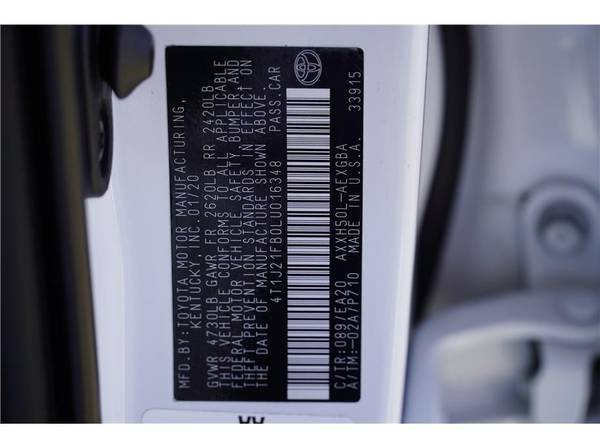 MFD.BY:TOYOTA MOTOR MANUFACTURING,
KENTUCKY, INC. 01/20
GVWR 4730LB GAWR FR 2620LB RR 2420LB
THIS VEHICLE CONFORMS TO ALL APPLICABLE
FEDERAL MOTOR VEHICLE SAFETY, BUMPER AND
THEFT PREVENTION STANDARDS IN EFFECT ON
THE DATE OF MANUFACTURE SHOWN ABOVE.
4T1J21FB0LU016348 PASS.CAR
C/TR:089/EA20 AXXH50L-AEXGBA
A/TM:-02A/P710 MADE IN U.S.A. 33915